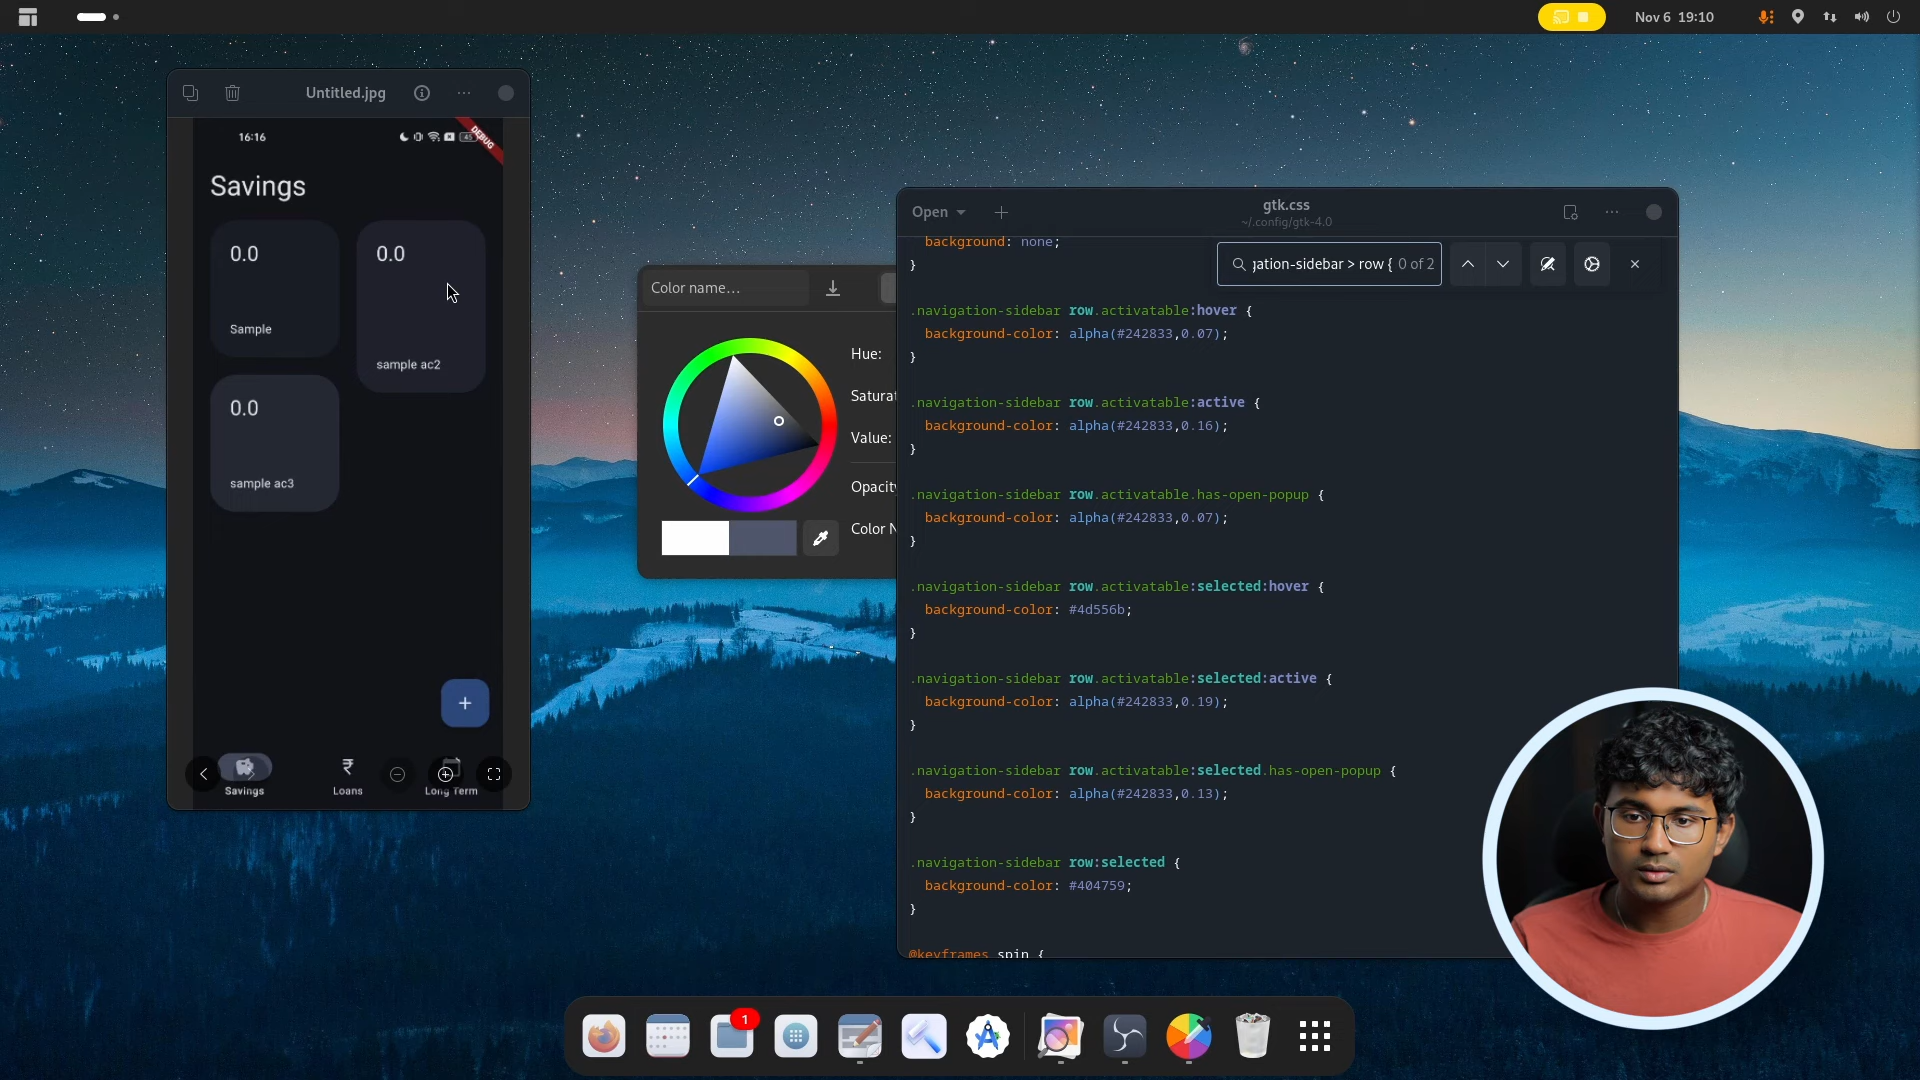 Nov 6 19:10
Untitled.jpg
16:16
45
DEBUG
Savings
0.0
Sample
0.0
sample ac2
0.0
sample ac3
+
Savings
Loans
Long Term
Color name…
Hue:
Value:
Open
gtk.css
~/.config/gtk-4.0
gation-sidebar > row { 0 of 2
background: none;
}
.navigation-sidebar row.activatable:hover {
background-color: alpha(#242833,0.07);
}
.navigation-sidebar row.activatable:active {
background-color: alpha(#242833,0.16);
}
.navigation-sidebar row.activatable.has-open-popup {
background-color: alpha(#242833,0.07);
}
.navigation-sidebar row.activatable:selected:hover {
background-color: #4d556b;
}
.navigation-sidebar row.activatable:selected:active {
background-color: alpha(#242833,0.19);
}
.navigation-sidebar row.activatable:selected.has-open-popup {
background-color: alpha(#242833,0.13);
}
.navigation-sidebar row:selected {
background-color: #404759;
}
@keyframes spin {
1